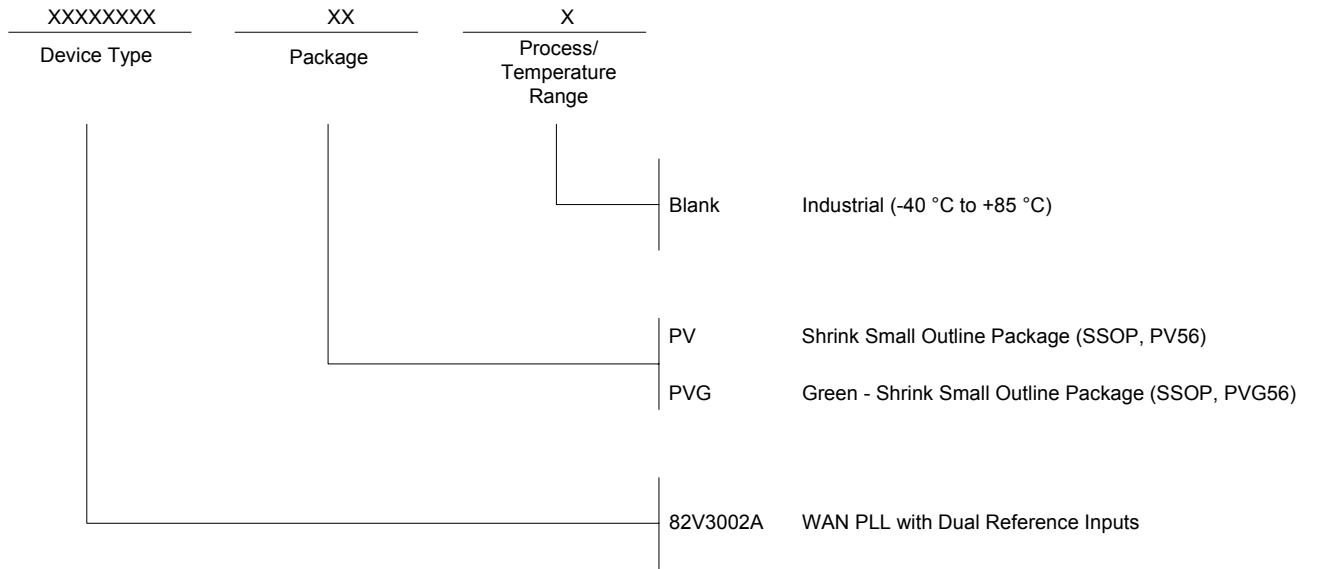 XXXXXXXX XX X
Device Type Package Process/
Temperature
Range
Blank Industrial (-40 °C to +85 °C)
PV Shrink Small Outline Package (SSOP, PV56)
PVG Green - Shrink Small Outline Package (SSOP, PVG56)
82V3002A WAN PLL with Dual Reference Inputs